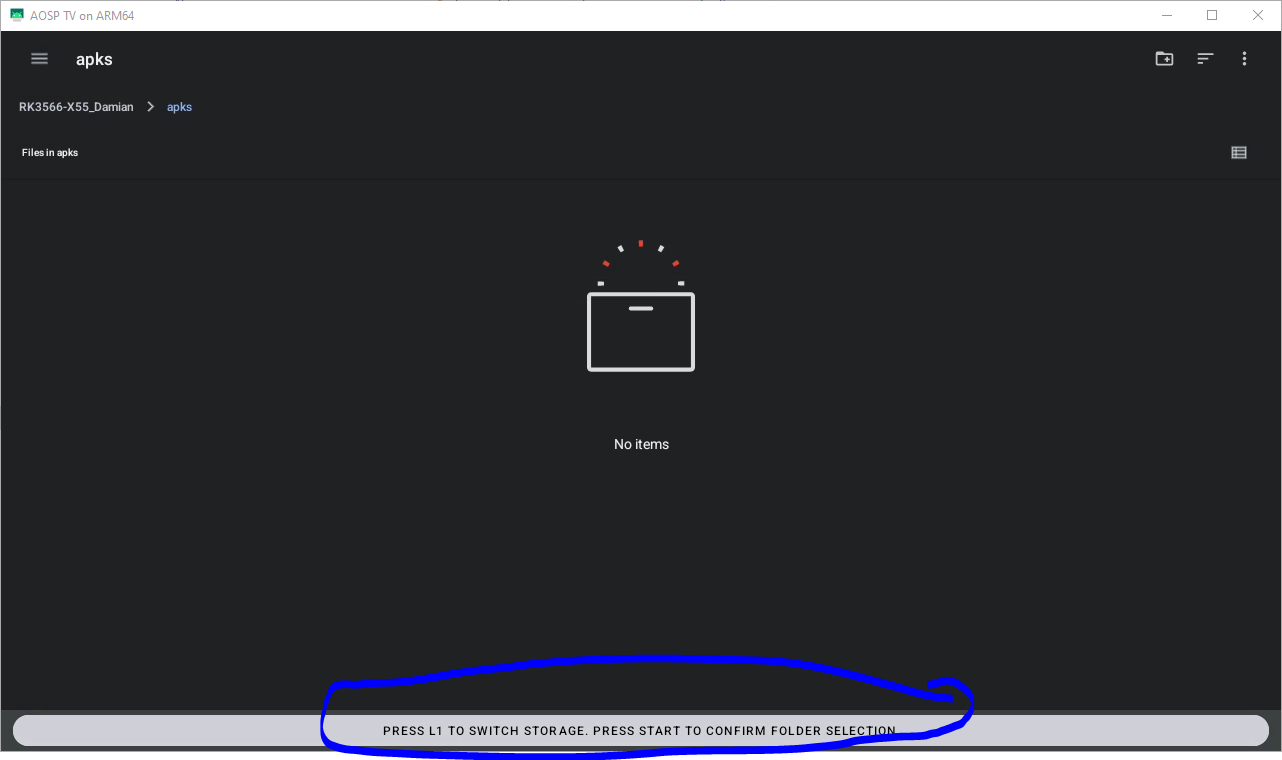 AOSP TV on ARM64
apks
RK3566-X55_Damian > apks
Files in apks
No items
PRESS L1 TO SWITCH STORAGE. PRESS START TO CONFIRM FOLDER SELECTION